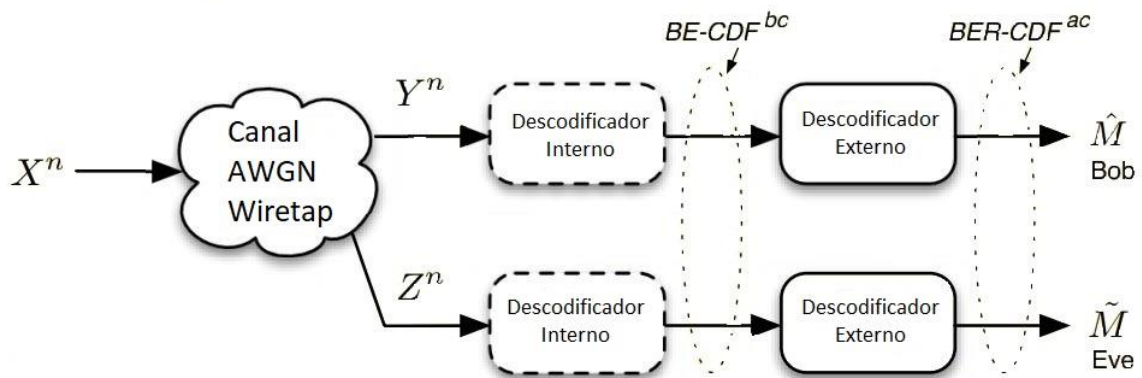 BE-CDF^bc
BER-CDF^ac
Y^n
Descodificador
Interno
Descodificador
Externo
M̂
Bob
X^n
Canal
AWGN
Wiretap
Z^n
Descodificador
Interno
Descodificador
Externo
M̃
Eve